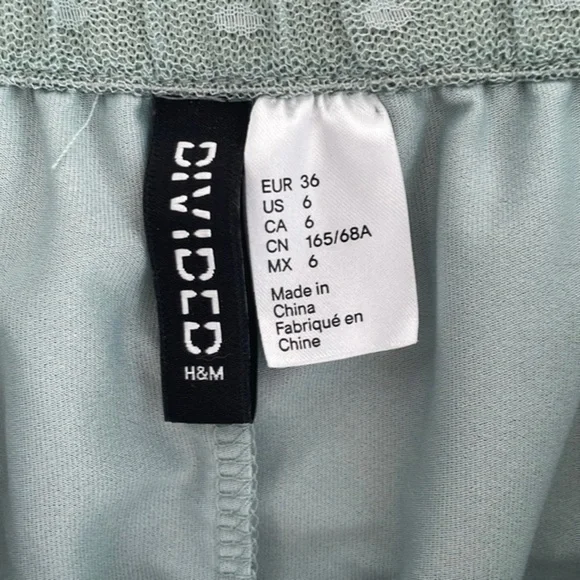 DIVIDED
H&M
EUR 36
US 6
CA 6
CN 165/68A
MX 6
Made in
China
Fabriqué en
Chine